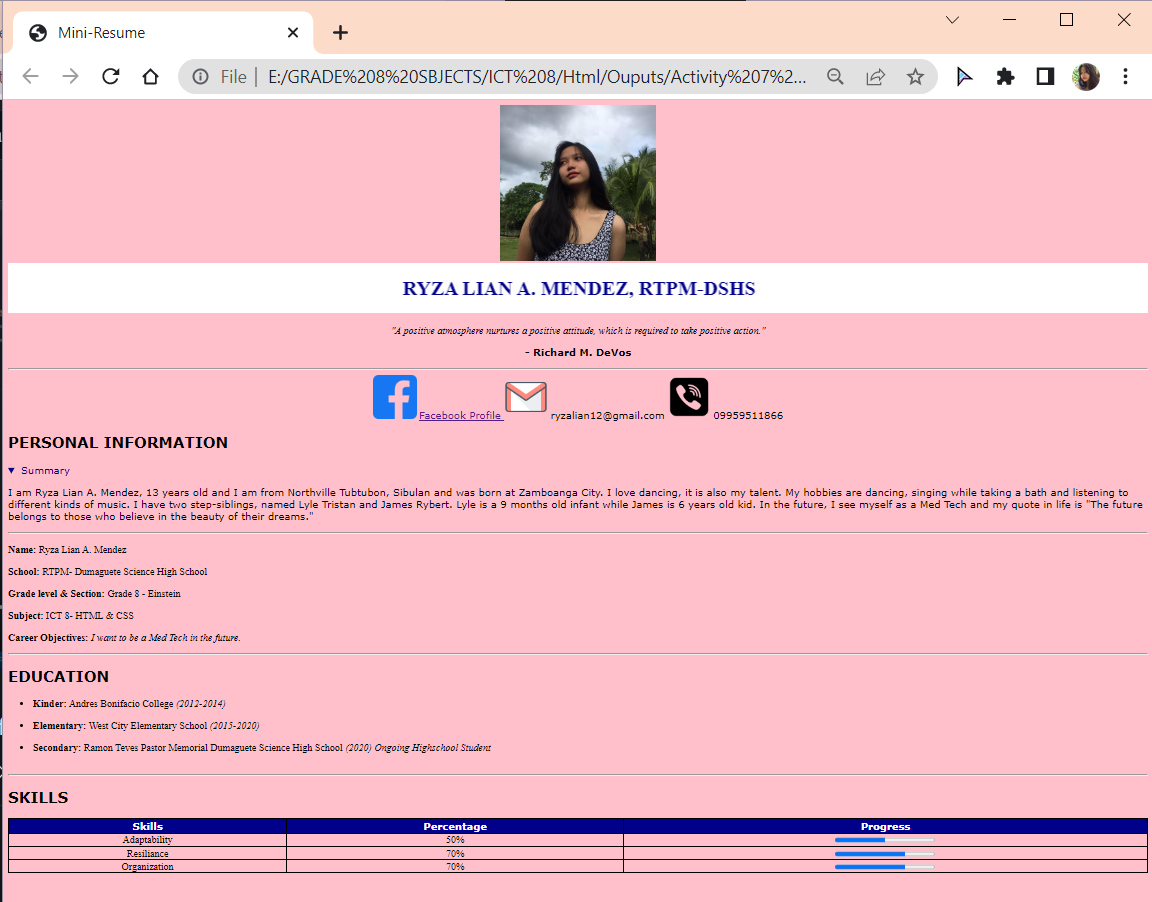 Mini-Resume
File | E:/GRADE%208%20SBJECTS/ICT%208/Html/Ouputs/Activity%207%2...
RYZA LIAN A. MENDEZ, RTPM-DSHS
"A positive atmosphere nurtures a positive attitude, which is required to take positive action."
- Richard M. DeVos
Facebook Profile ryzalian12@gmail.com 09959511866
PERSONAL INFORMATION
▼ Summary
I am Ryza Lian A. Mendez, 13 years old and I am from Northville Tubtubon, Sibulan and was born at Zamboanga City. I love dancing, it is also my talent. My hobbies are dancing, singing while taking a bath and listening to
different kinds of music. I have two step-siblings, named Lyle Tristan and James Rybert. Lyle is a 9 months old infant while James is 6 years old kid. In the future, I see myself as a Med Tech and my quote in life is "The future
belongs to those who believe in the beauty of their dreams."
Name: Ryza Lian A. Mendez
School: RTPM- Dumaguete Science High School
Grade level & Section: Grade 8 - Einstein
Subject: ICT 8- HTML & CSS
Career Objectives: I want to be a Med Tech in the future.
EDUCATION
• Kinder: Andres Bonifacio College (2012-2014)
• Elementary: West City Elementary School (2015-2020)
• Secondary: Ramon Teves Pastor Memorial Dumaguete Science High School (2020) Ongoing Highschool Student
SKILLS
Skills Percentage Progress
Adaptability 50%
Resiliance 70%
Organization 70%